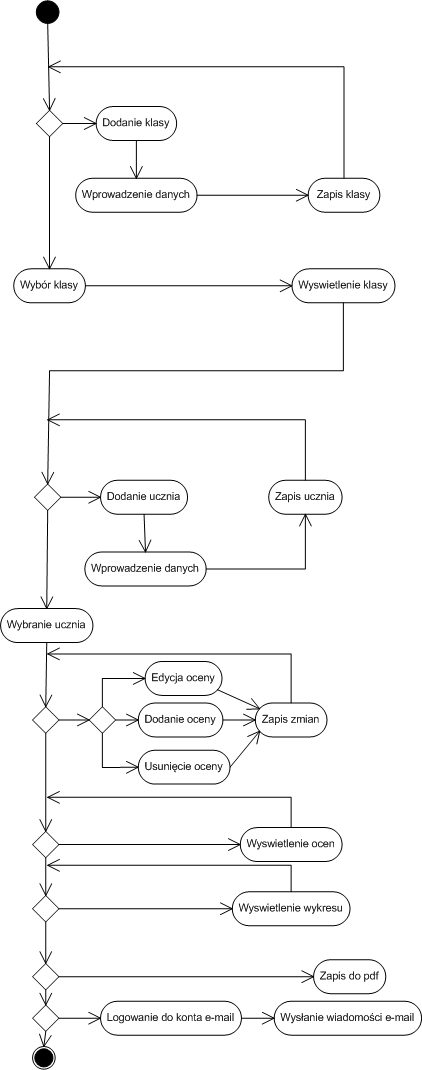 Dodanie klasy
Wprowadzenie danych
Zapis klasy
Wybór klasy
Wyswietlenie klasy
Dodanie ucznia
Zapis ucznia
Wprowadzenie danych
Wybranie ucznia
Edycja oceny
Dodanie oceny
Zapis zmian
Usunięcie oceny
Wyswietlenie ocen
Wyswietlenie wykresu
Zapis do pdf
Logowanie do konta e-mail
Wysłanie wiadomości e-mail